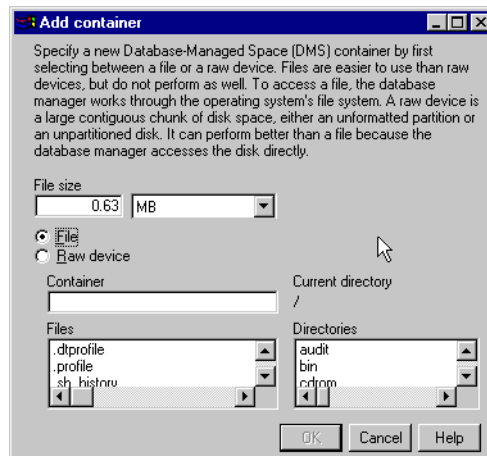 Add container
Specify a new Database-Managed Space (DMS) container by first
selecting between a file or a raw device. Files are easier to use than raw
devices, but do not perform as well. To access a file, the database
manager works through the operating system's file system. A raw device is
a large contiguous chunk of disk space, either an unformatted partition or
an unpartitioned disk. It can perform better than a file because the
database manager accesses the disk directly.
File size
0.63 MB
File
Raw device
Container Current directory
/
Files Directories
.dtprofile audit
.profile bin
.sh_history cdrom
OK Cancel Help